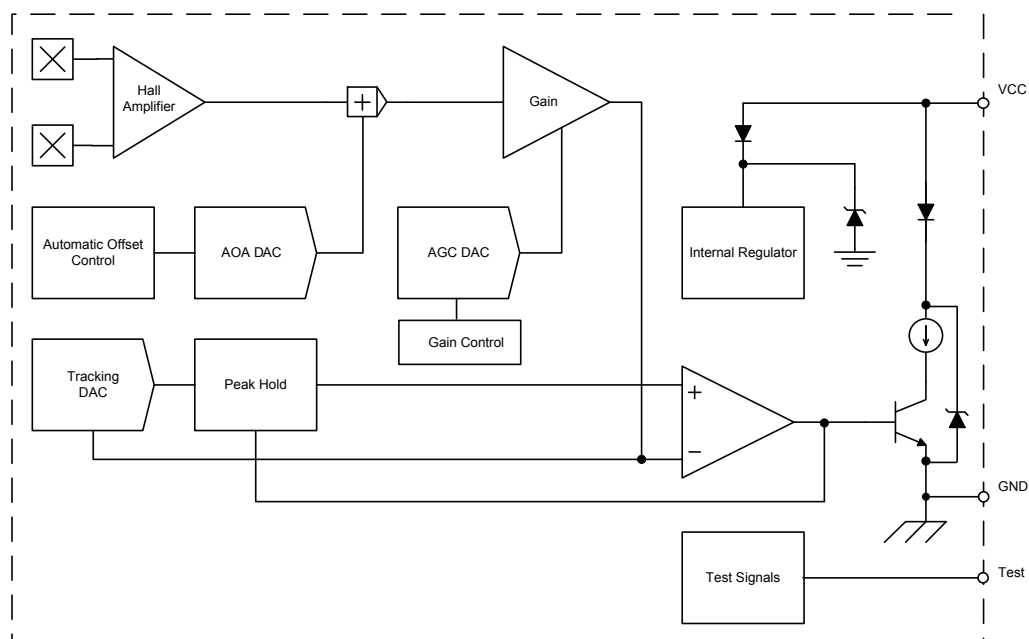 Hall
Amplifier
+
Gain
VCC
Automatic Offset
Control
AOA DAC
AGC DAC
Internal Regulator
Gain Control
Tracking
DAC
Peak Hold
+
−
GND
Test Signals
Test